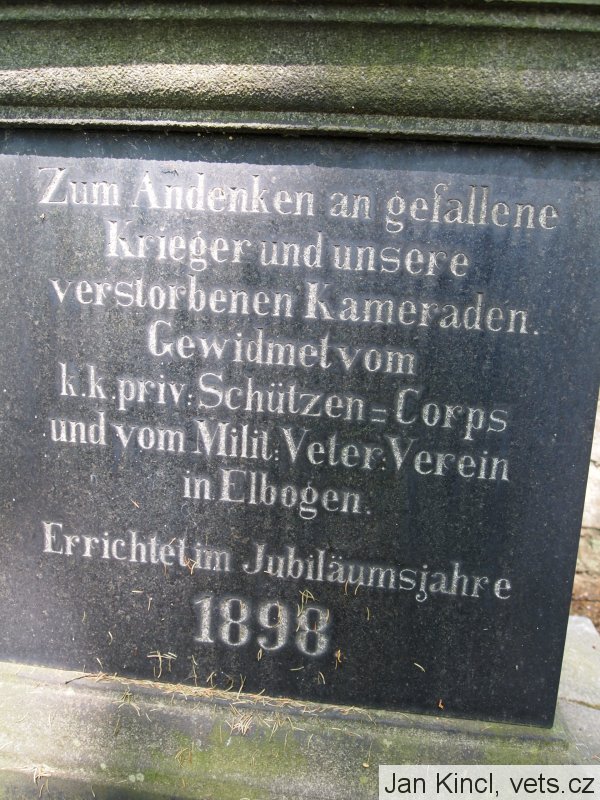 Zum Andenken an gefallene
Krieger und unsere
verstorbenen Kameraden.
Gewidmet vom
k.k. priv: Schützen=Corps
und vom Milit: Veter: Verein
in Elbogen.
Errichtet im Jubiläumsjahre
1898
Jan Kincl, vets.cz